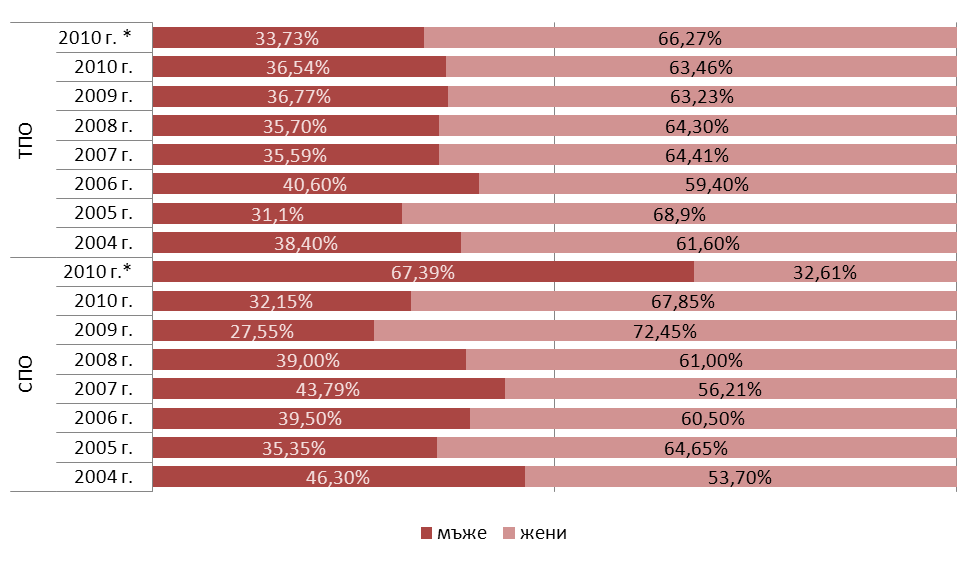 ТПО
2010 г. * 33,73% 66,27%
2010 г. 36,54% 63,46%
2009 г. 36,77% 63,23%
2008 г. 35,70% 64,30%
2007 г. 35,59% 64,41%
2006 г. 40,60% 59,40%
2005 г. 31,1% 68,9%
2004 г. 38,40% 61,60%
СПО
2010 г.* 67,39% 32,61%
2010 г. 32,15% 67,85%
2009 г. 27,55% 72,45%
2008 г. 39,00% 61,00%
2007 г. 43,79% 56,21%
2006 г. 39,50% 60,50%
2005 г. 35,35% 64,65%
2004 г. 46,30% 53,70%
мъже жени